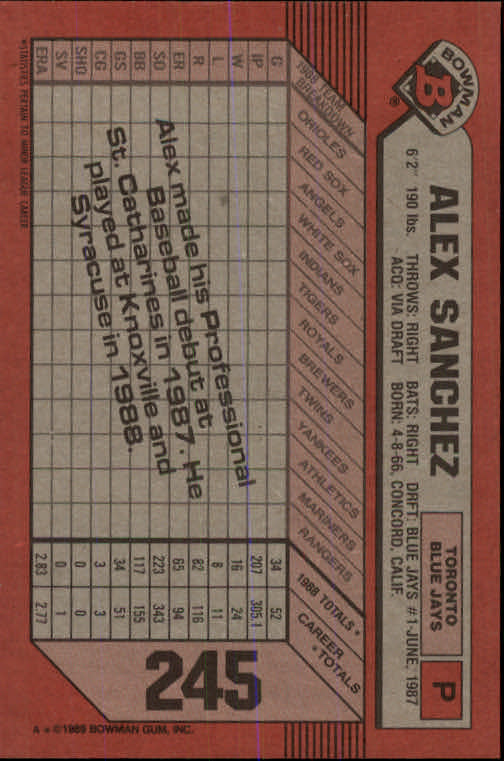 BOWMAN
B
®
ALEX SANCHEZ
6'2" 190 lbs. THROWS: RIGHT BATS: RIGHT DRFT: BLUE JAYS #1-JUNE, 1987
ACQ: VIA DRAFT BORN: 4-8-66, CONCORD, CALIF.
TORONTO
BLUE JAYS
P
1988 TEAM
BREAKDOWN
ORIOLES
RED SOX
ANGELS
WHITE SOX
INDIANS
TIGERS
ROYALS
BREWERS
TWINS
YANKEES
ATHLETICS
MARINERS
RANGERS
1988 TOTALS*
CAREER
*TOTALS
G 34 52
IP 207 305.1
W 16 24
L 8 11
R 82 116
ER 65 94
SO 223 343
BB 117 155
GS 34 51
CG 3 3
SHO 0 0
SV 0 1
ERA 2.83 2.77
Alex made his Professional
Baseball debut at
St. Catharines in 1987. He
played at Knoxville and
Syracuse in 1988.
245
*STATISTICS PERTAIN TO MINOR LEAGUE CAREER
A * ©1989 BOWMAN GUM, INC.